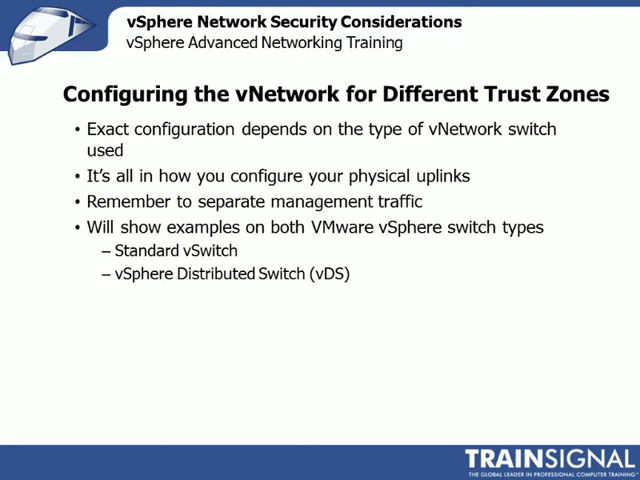 vSphere Network Security Considerations
vSphere Advanced Networking Training
Configuring the vNetwork for Different Trust Zones
• Exact configuration depends on the type of vNetwork switch
used
• It's all in how you configure your physical uplinks
• Remember to separate management traffic
• Will show examples on both VMware vSphere switch types
– Standard vSwitch
– vSphere Distributed Switch (vDS)
TRAINSIGNAL
THE GLOBAL LEADER IN PROFESSIONAL COMPUTER TRAINING